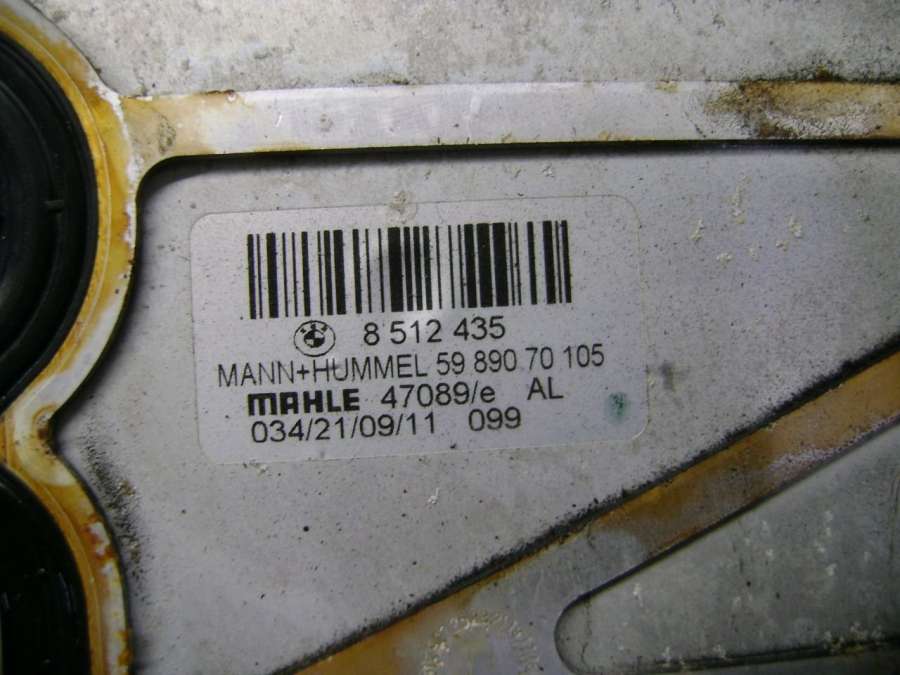 8 512 435
MANN+HUMMEL 59 890 70 105
MAHLE 47089/e AL
034/21/09/11 099